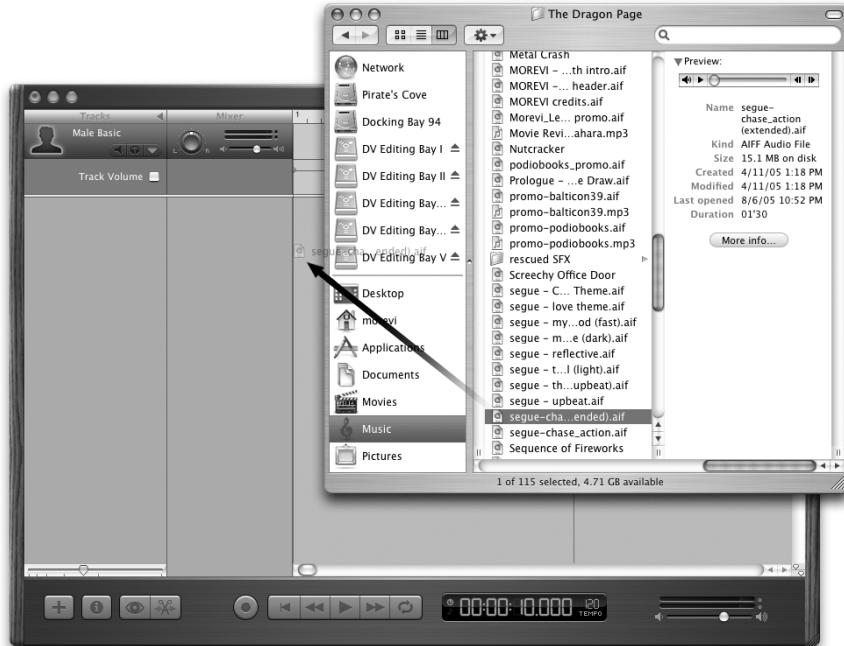 The Dragon Page
Network
Pirate's Cove
Docking Bay 94
DV Editing Bay I
DV Editing Bay II
DV Editing Bay...
DV Editing Bay...
DV Editing Bay V
Desktop
morevi
Applications
Documents
Movies
Music
Pictures
Metal Crash
MOREVI – ...th intro.aif
MOREVI –... header.aif
MOREVI credits.aif
Morevi_Le... promo.aif
Movie Revi...ahara.mp3
Nutcracker
podiobooks_promo.aif
Prologue – ...e Draw.aif
promo-balticon39.aif
promo-balticon39.mp3
promo-podiobooks.aif
promo-podiobooks.mp3
rescued SFX
Screechy Office Door
segue – C... Theme.aif
segue – love theme.aif
segue – my...od (fast).aif
segue – m...e (dark).aif
segue – reflective.aif
segue – t...l (light).aif
segue – th...upbeat).aif
segue – upbeat.aif
segue-cha...ended).aif
segue-chase_action.aif
Sequence of Fireworks
Preview:
Name segue-
chase_action
(extended).aif
Kind AIFF Audio File
Size 15.1 MB on disk
Created 4/11/05 1:18 PM
Modified 4/11/05 1:18 PM
Last opened 8/6/05 10:52 PM
Duration 01'30
More info...
1 of 115 selected, 4.71 GB available
Tracks
Mixer
1
Male Basic
L R
Track Volume
segue-cha...ended).aif
00:00:10.000
120
TEMPO